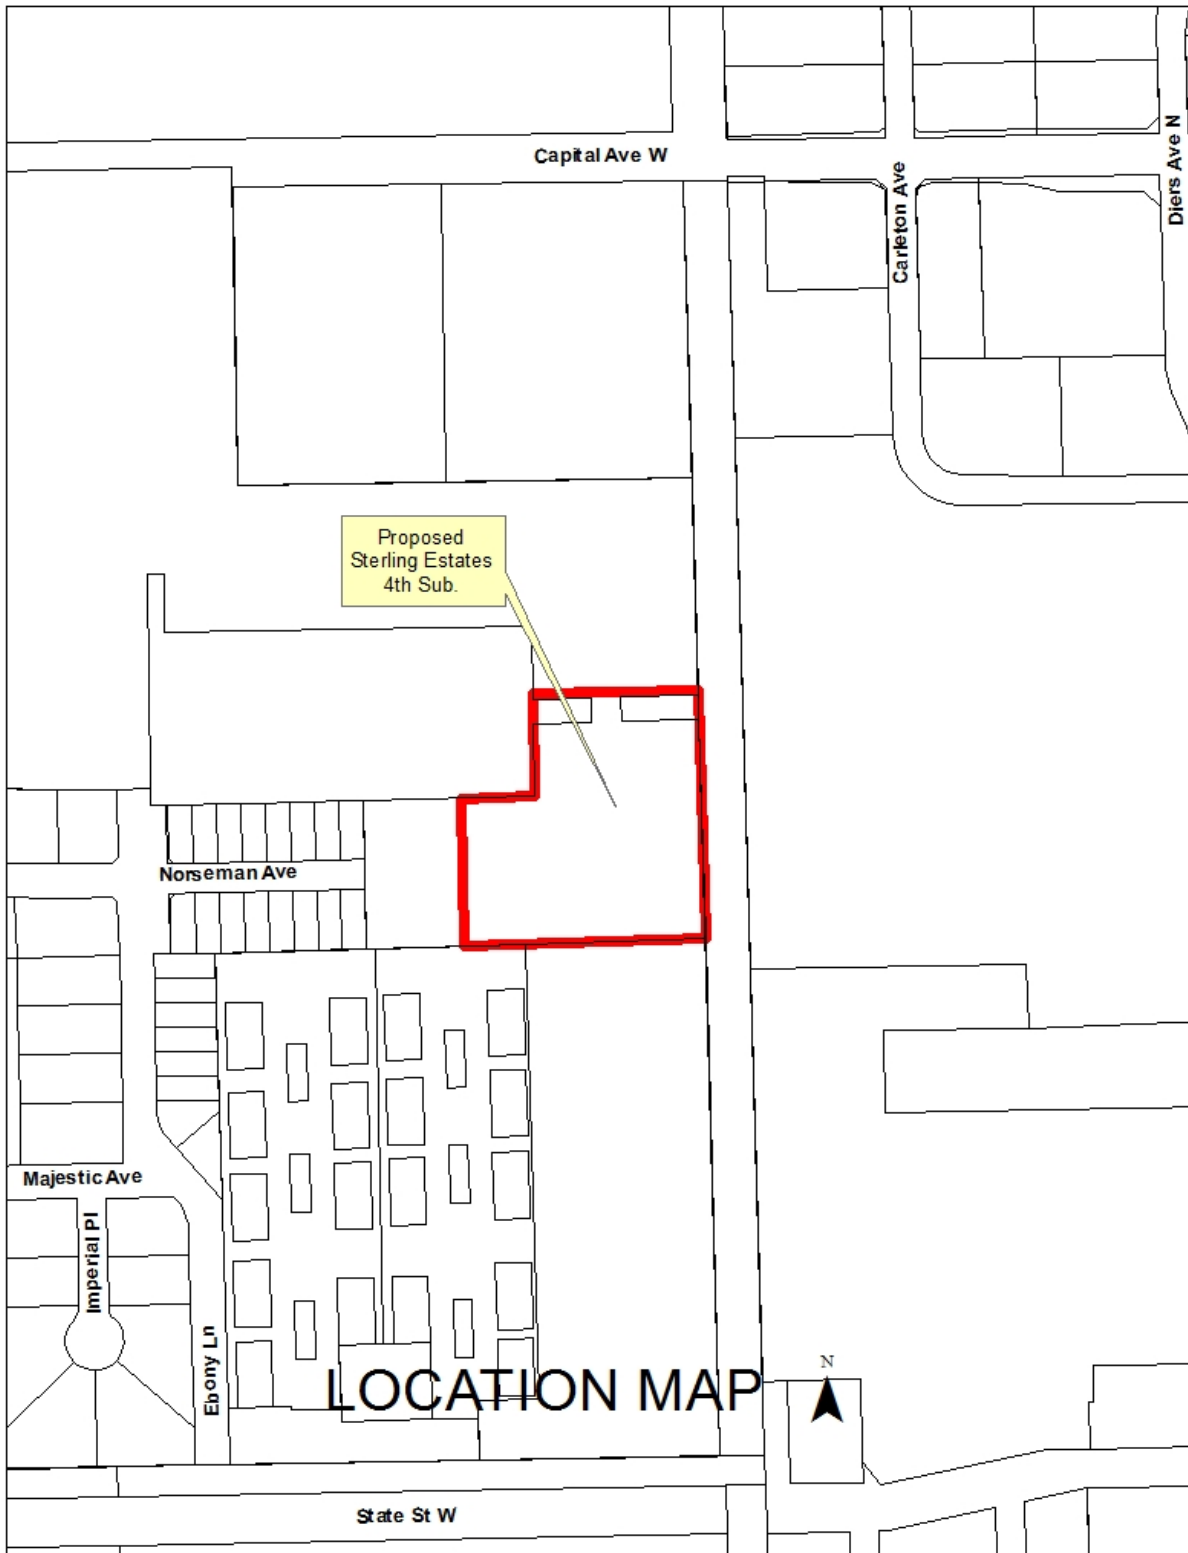 Capital Ave W
Diers Ave N
Carleton Ave
Proposed
Sterling Estates
4th Sub.
Norseman Ave
Majestic Ave
Imperial Pl
Ebony Ln
N
LOCATION MAP
State St W